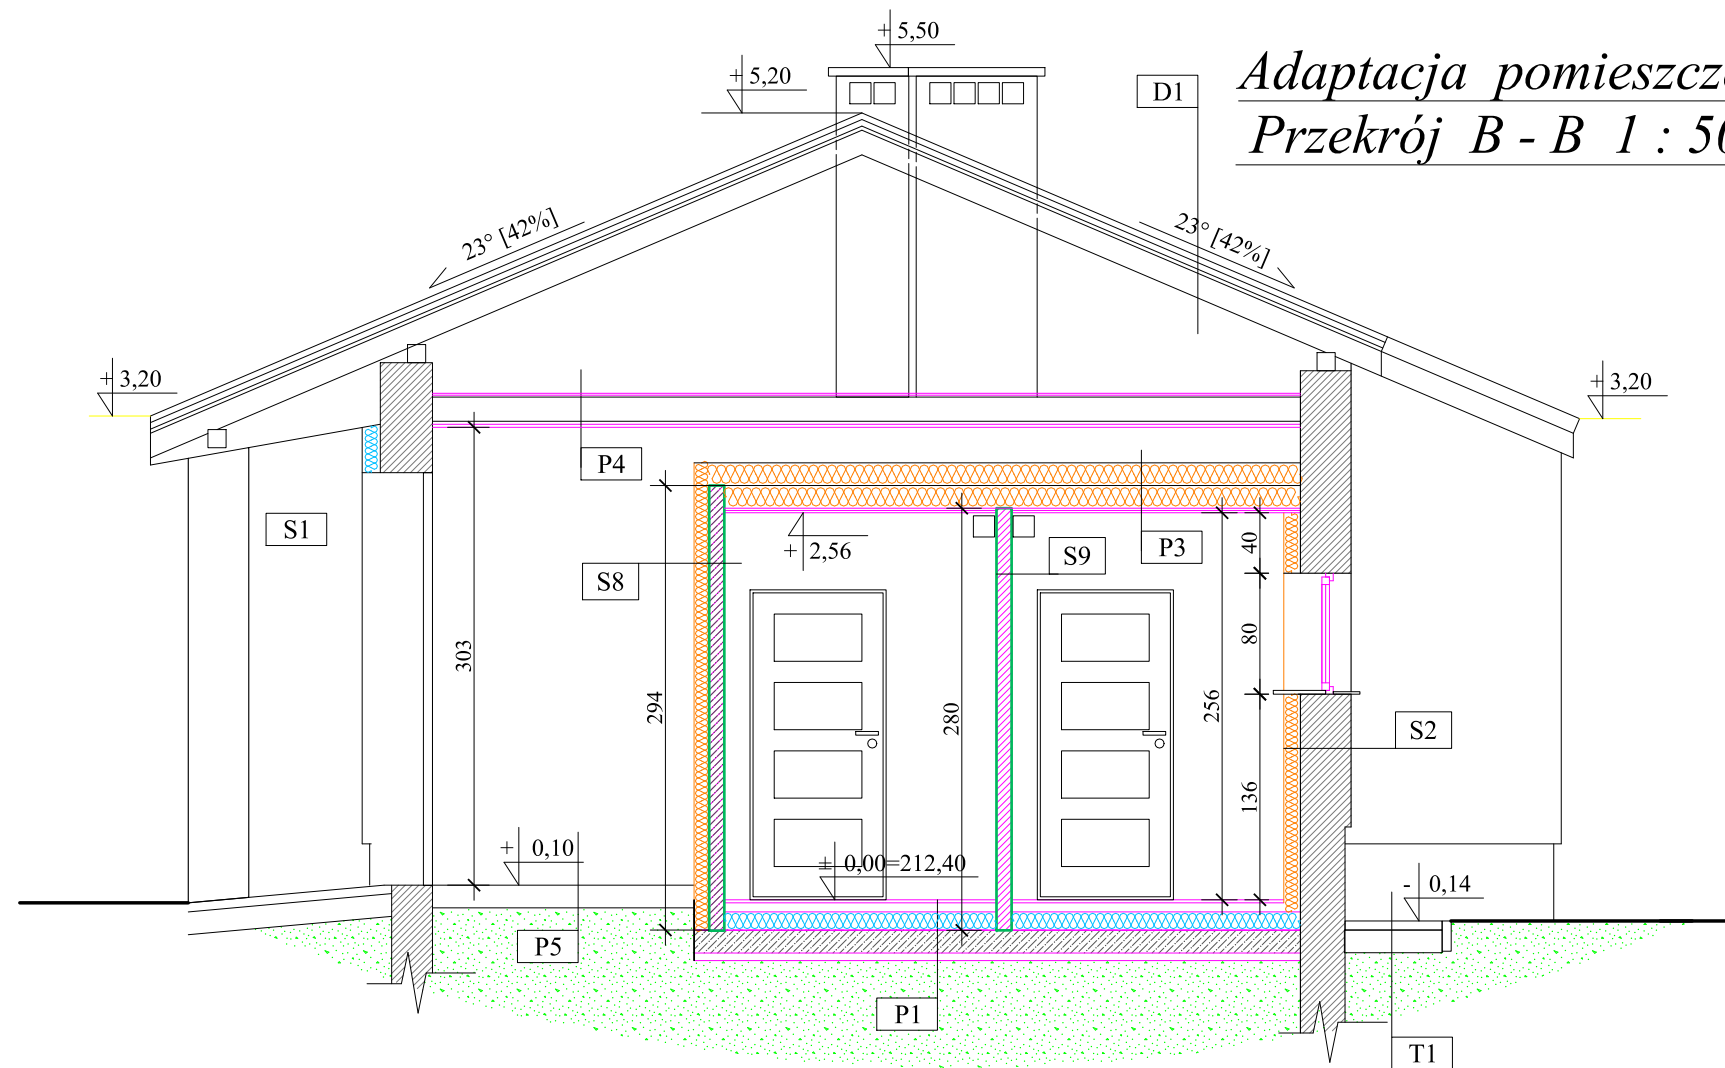 + 5,50
+ 5,20
D1
Przekrój B - B 1 :
23° [42%]
23° [42%]
+ 3,20
+ 3,20
P4
S1
+ 2,56
S9
P3
40
S8
303
80
294
280
256
S2
136
+ 0,10
± 0,00=212,40
- 0,14
P5
P1
T1
Adaptacja